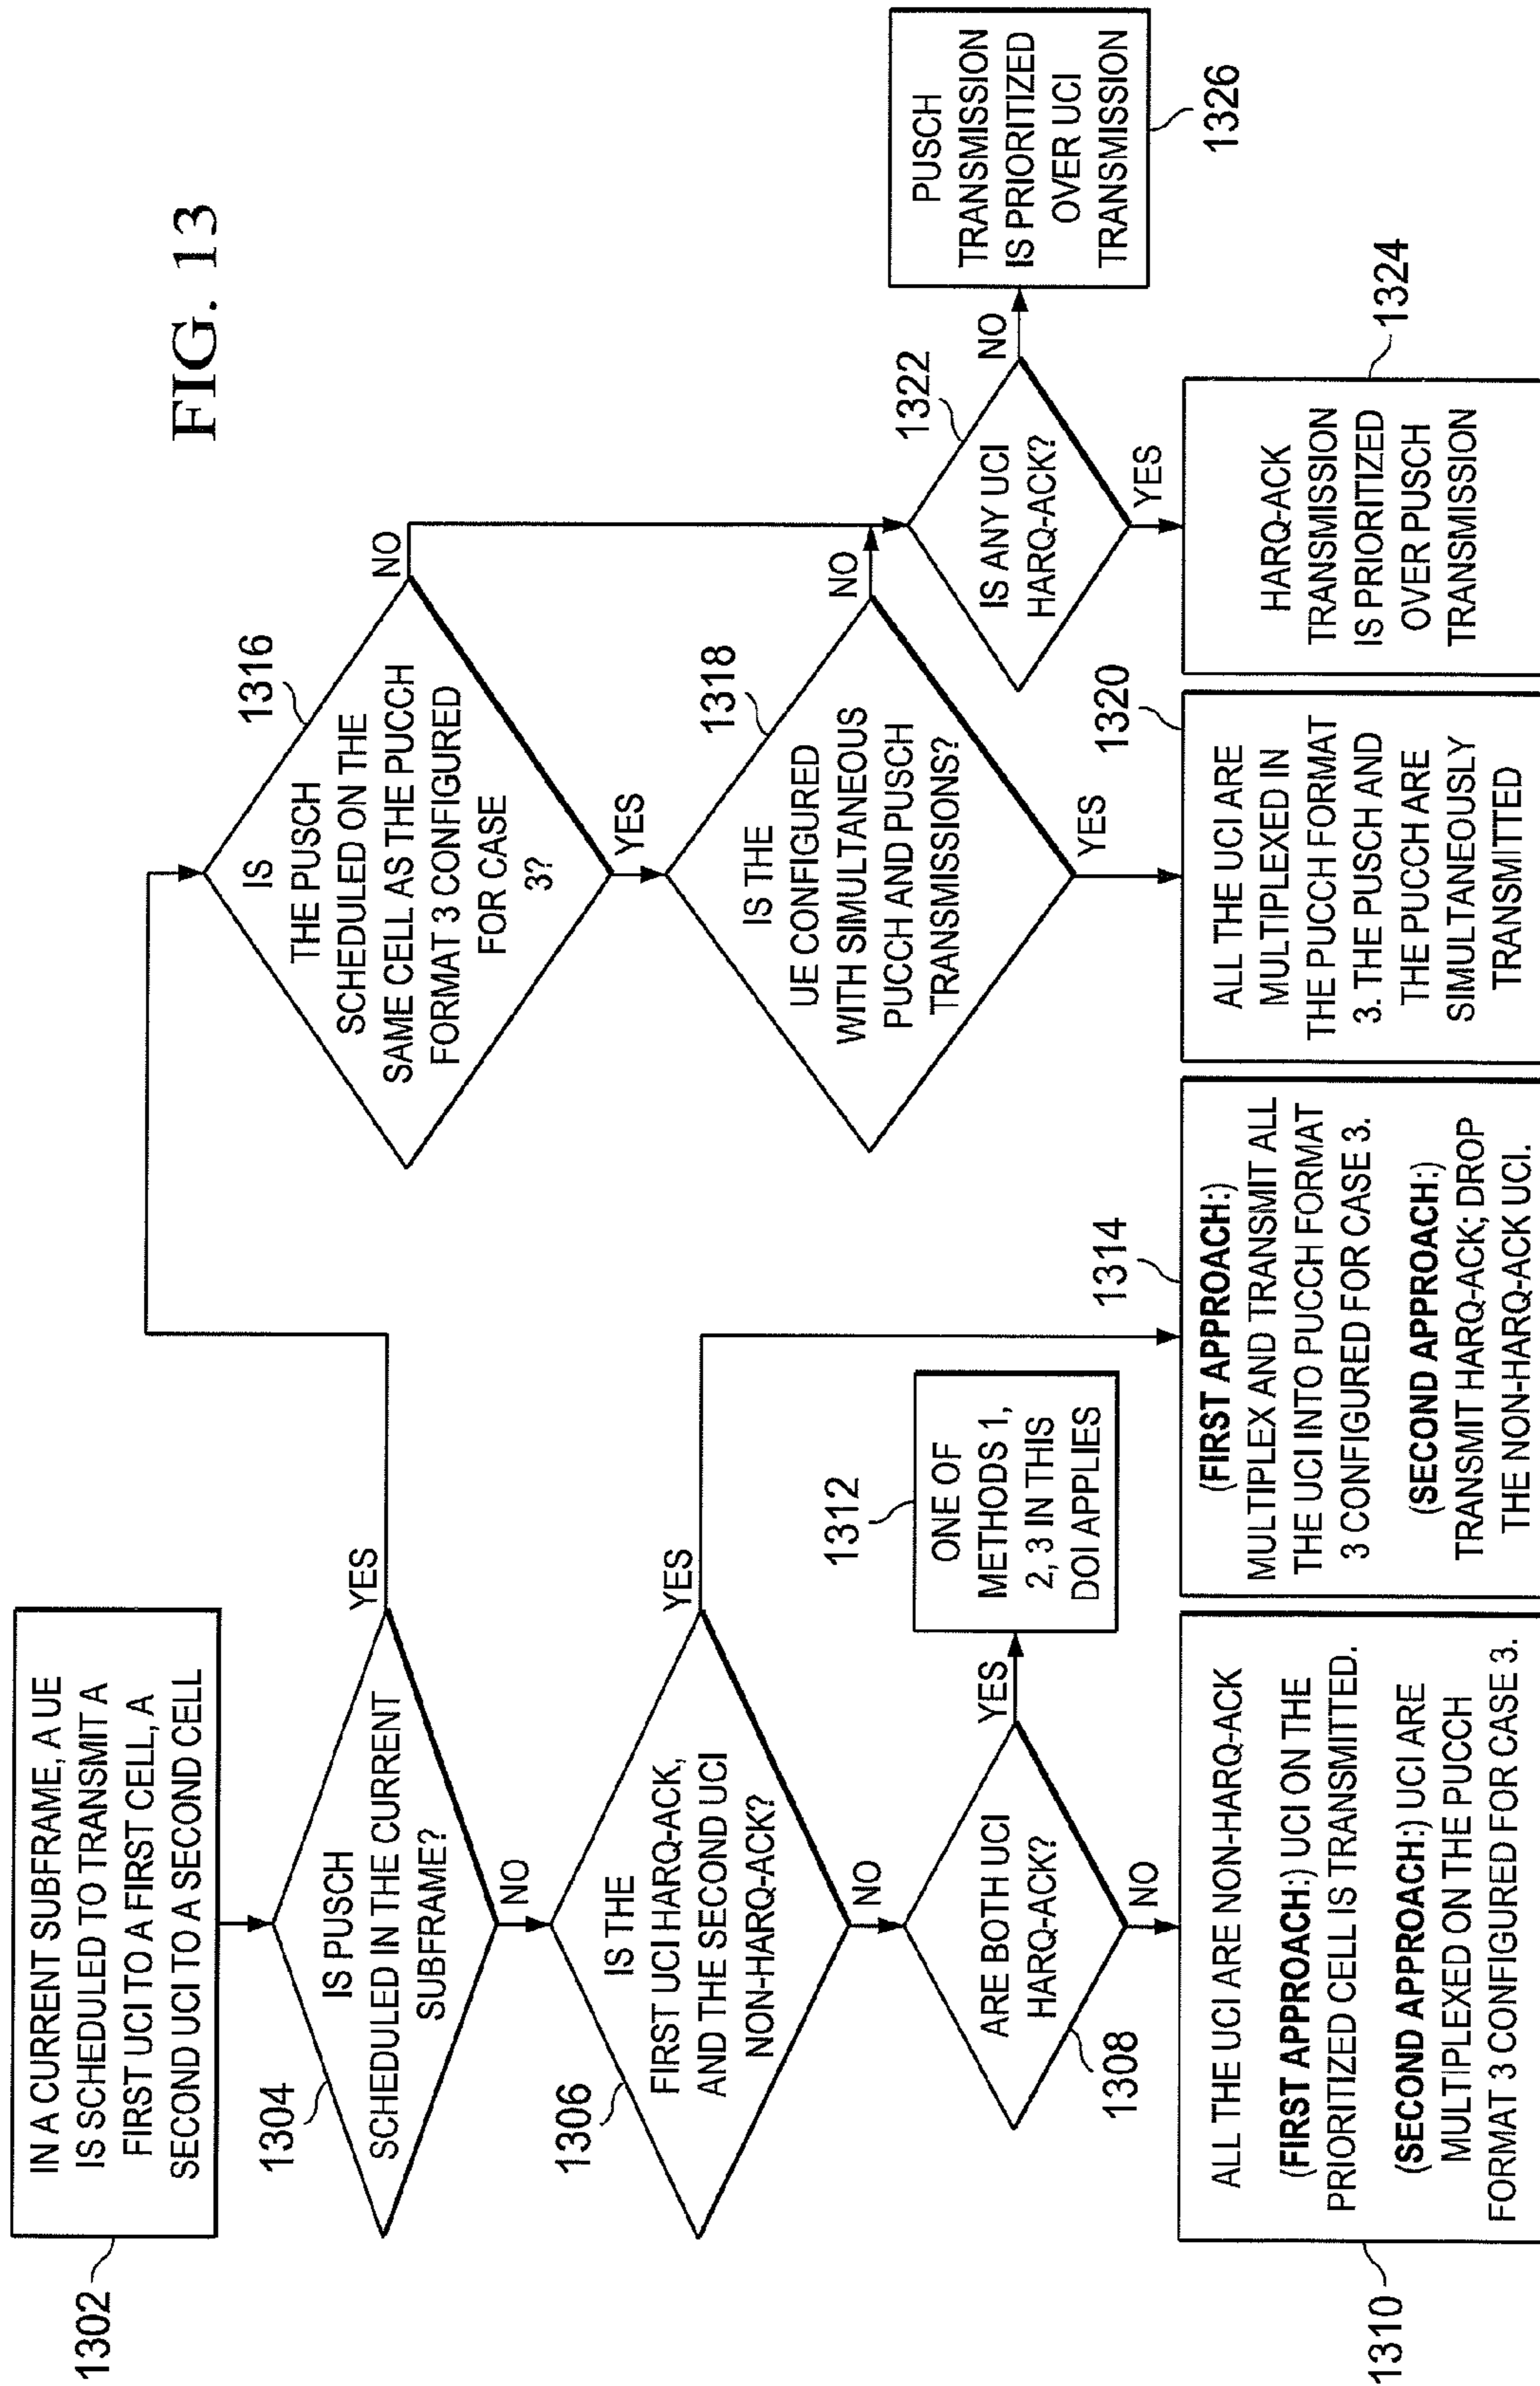 FIG. 13
1302
IN A CURRENT SUBFRAME, A UE
IS SCHEDULED TO TRANSMIT A
FIRST UCI TO A FIRST CELL, A
SECOND UCI TO A SECOND CELL
1304
IS PUSCH
SCHEDULED IN THE CURRENT
SUBFRAME?
YES
NO
1306
IS THE
FIRST UCI HARQ-ACK,
AND THE SECOND UCI
NON-HARQ-ACK?
YES
NO
ARE BOTH UCI
HARQ-ACK?
1308
YES
NO
1312
ONE OF
METHODS 1,
2, 3 IN THIS
DOI APPLIES
1310
ALL THE UCI ARE NON-HARQ-ACK
(FIRST APPROACH:) UCI ON THE
PRIORITIZED CELL IS TRANSMITTED.
(SECOND APPROACH:) UCI ARE
MULTIPLEXED ON THE PUCCH
FORMAT 3 CONFIGURED FOR CASE 3.
1314
(FIRST APPROACH:)
MULTIPLEX AND TRANSMIT ALL
THE UCI INTO PUCCH FORMAT
3 CONFIGURED FOR CASE 3.
(SECOND APPROACH:)
TRANSMIT HARQ-ACK; DROP
THE NON-HARQ-ACK UCI.
1316
IS
THE PUSCH
SCHEDULED ON THE
SAME CELL AS THE PUCCH
FORMAT 3 CONFIGURED
FOR CASE
3?
NO
YES
1318
IS THE
UE CONFIGURED
WITH SIMULTANEOUS
PUCCH AND PUSCH
TRANSMISSIONS?
NO
YES
1320
ALL THE UCI ARE
MULTIPLEXED IN
THE PUCCH FORMAT
3. THE PUSCH AND
THE PUCCH ARE
SIMULTANEOUSLY
TRANSMITTED
1322
IS ANY UCI
HARQ-ACK?
NO
YES
1324
HARQ-ACK
TRANSMISSION
IS PRIORITIZED
OVER PUSCH
TRANSMISSION
PUSCH
TRANSMISSION
IS PRIORITIZED
OVER UCI
TRANSMISSION
1326